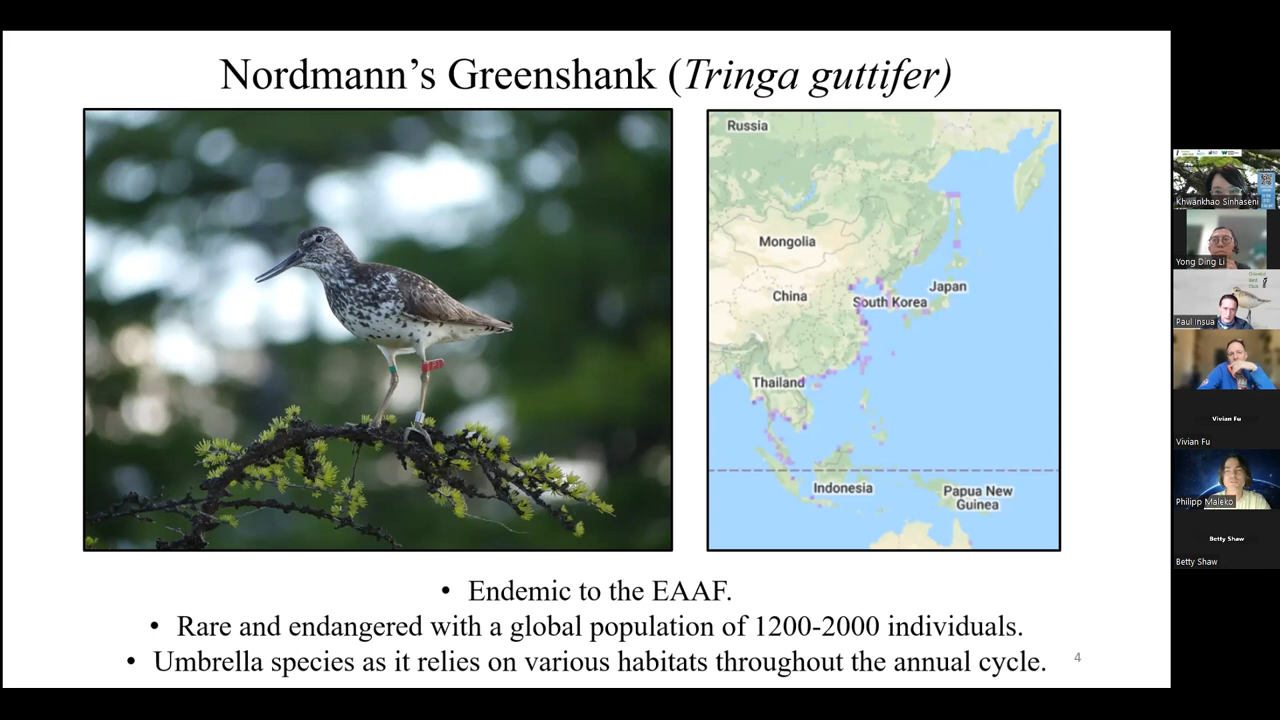 Nordmann’s Greenshank (Tringa guttifer)
Russia
Mongolia
China
South Korea
Japan
Thailand
Indonesia
Papua New
Guinea
• Endemic to the EAAF.
• Rare and endangered with a global population of 1200-2000 individuals.
• Umbrella species as it relies on various habitats throughout the annual cycle.
4
Khwankhao Sinhaseni
Yong Ding Li
Paul Insua
Vivian Fu
Vivian Fu
Philipp Maleko
Betty Shaw
Betty Shaw